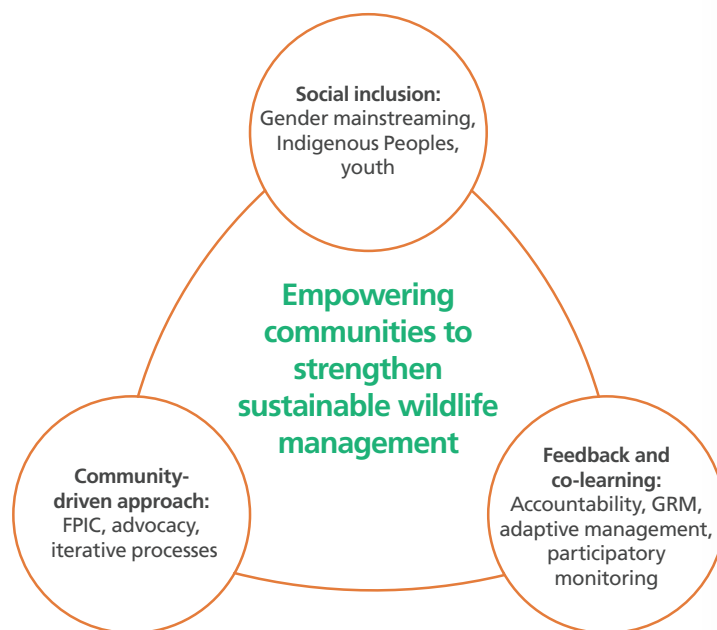 Social inclusion:
Gender mainstreaming,
Indigenous Peoples,
youth
Empowering
communities to
strengthen
sustainable wildlife
management
Community-
driven approach:
FPIC, advocacy,
iterative processes
Feedback and
co-learning:
Accountability, GRM,
adaptive management,
participatory
monitoring